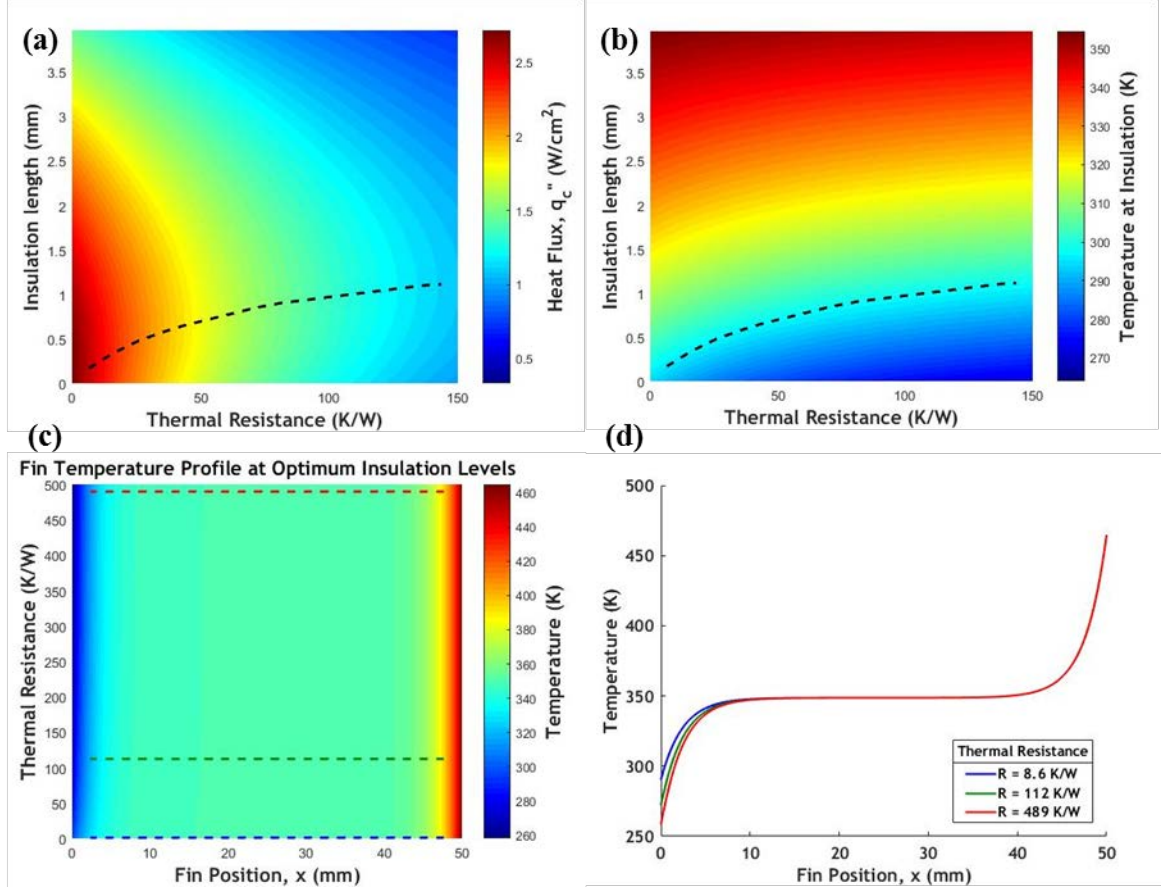 (a)
3.5
3
2.5
2
1.5
1
0.5
0
Insulation length (mm)
0 50 100 150
Thermal Resistance (K/W)
2.5
2
1.5
1
0.5
Heat Flux, q_c" (W/cm²)
(b)
3.5
3
2.5
2
1.5
1
0.5
0
Insulation length (mm)
0 50 100 150
Thermal Resistance (K/W)
350
340
330
320
310
300
290
280
270
Temperature at Insulation (K)
(c)
Fin Temperature Profile at Optimum Insulation Levels
500
450
400
350
300
250
200
150
100
50
0
Thermal Resistance (K/W)
0 10 20 30 40 50
Fin Position, x (mm)
460
440
420
400
380
360
340
320
300
280
260
Temperature (K)
(d)
500
450
400
350
300
250
Temperature (K)
0 10 20 30 40 50
Fin Position, x (mm)
Thermal Resistance
R = 8.6 K/W
R = 112 K/W
R = 489 K/W